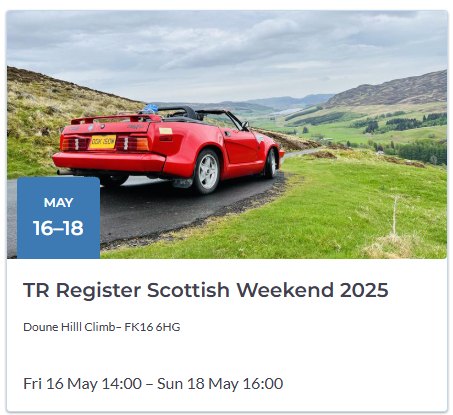 MAY
16–18
TR Register Scottish Weekend 2025
Doune Hilll Climb– FK16 6HG
Fri 16 May 14:00 – Sun 18 May 16:00